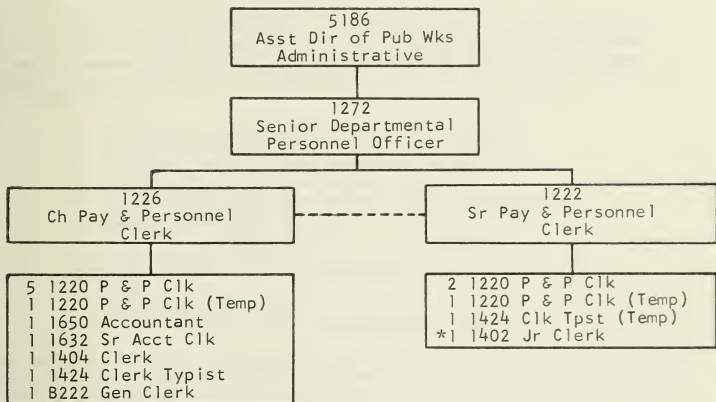 5186
Asst Dir of Pub Wks
Administrative
1272
Senior Departmental
Personnel Officer
1226
Ch Pay & Personnel
Clerk
1222
Sr Pay & Personnel
Clerk
5 1220 P & P Clk
1 1220 P & P Clk (Temp)
1 1650 Accountant
1 1632 Sr Acct Clk
1 1404 Clerk
1 1424 Clerk Typist
1 B222 Gen Clerk
2 1220 P & P Clk
1 1220 P & P Clk (Temp)
1 1424 Clk Tpst (Temp)
*1 1402 Jr Clerk